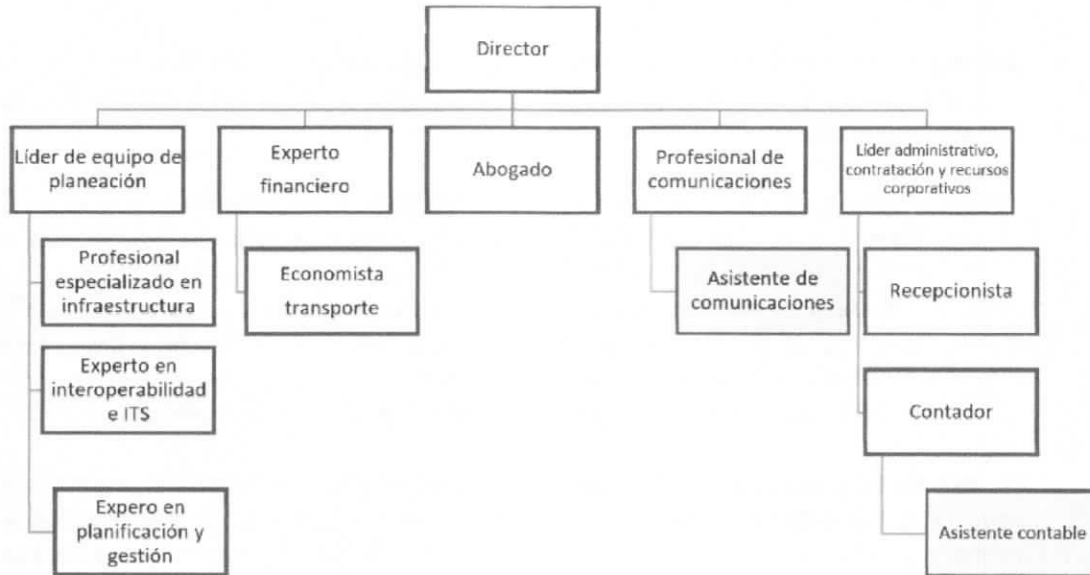 Director
Líder de equipo de
planeación
Experto
financiero
Abogado
Profesional de
comunicaciones
Líder administrativo,
contratación y recursos
corporativos
Profesional
especializado en
infraestructura
Economista
transporte
Asistente de
comunicaciones
Recepcionista
Experto en
interoperabilidad
e ITS
Contador
Expero en
planificación y
gestión
Asistente contable